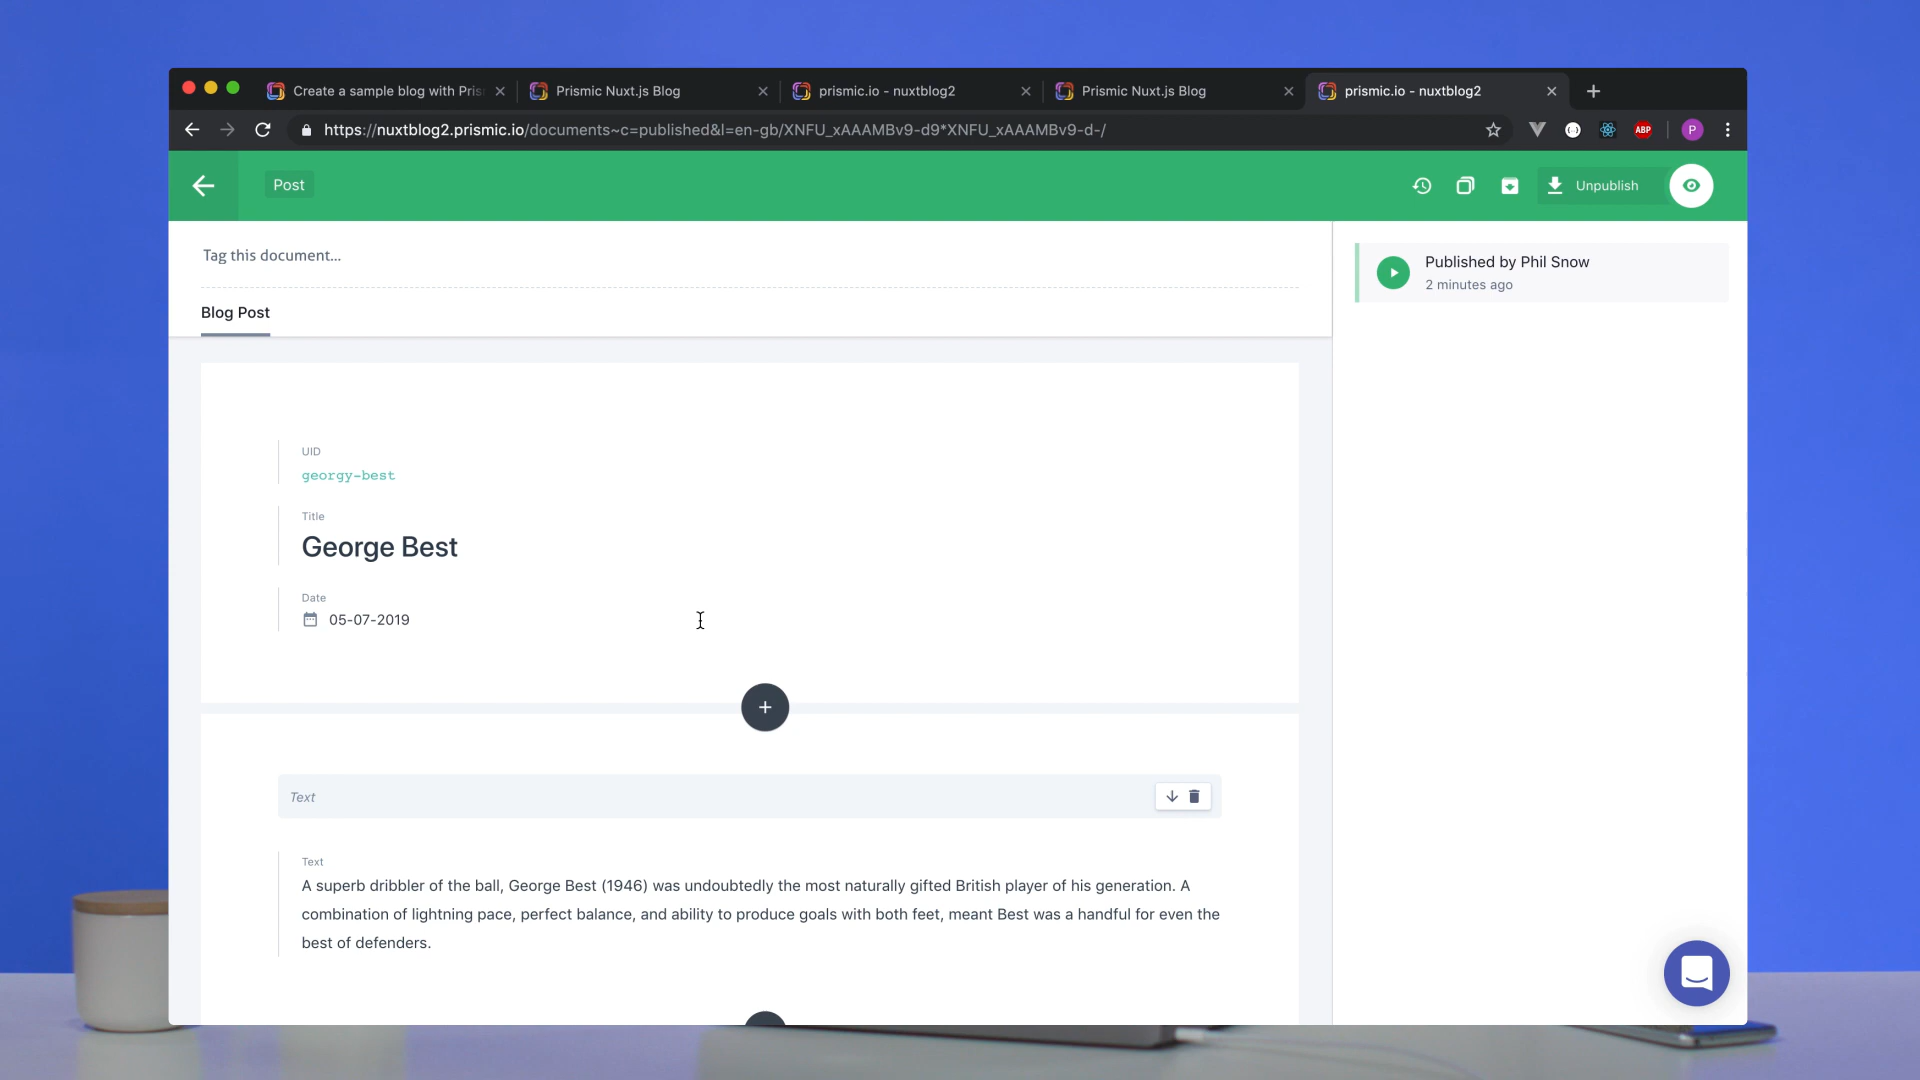 Create a sample blog with Pris
Prismic Nuxt.js Blog
prismic.io - nuxtblog2
Prismic Nuxt.js Blog
prismic.io - nuxtblog2
https://nuxtblog2.prismic.io/documents~c=published&l=en-gb/XNFU_xAAAMBv9-d9*XNFU_xAAAMBv9-d-/
ABP
P
Post
Unpublish
Tag this document...
Published by Phil Snow
2 minutes ago
Blog Post
UID
georgy-best
Title
George Best
Date
05-07-2019
Text
Text
A superb dribbler of the ball, George Best (1946) was undoubtedly the most naturally gifted British player of his generation. A
combination of lightning pace, perfect balance, and ability to produce goals with both feet, meant Best was a handful for even the
best of defenders.